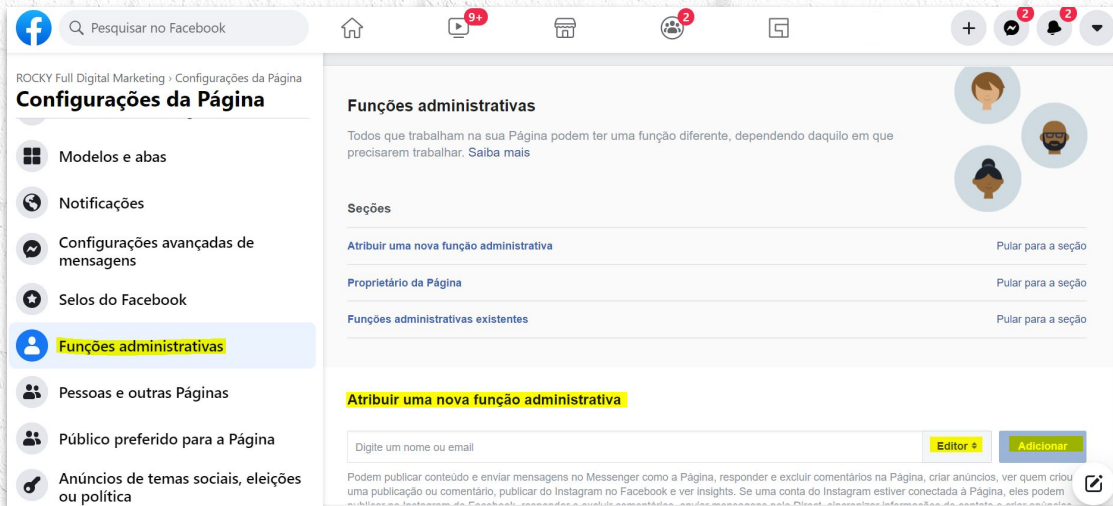 Pesquisar no Facebook
9+
2
2
2
ROCKY Full Digital Marketing › Configurações da Página
Configurações da Página
Modelos e abas
Notificações
Configurações avançadas de
mensagens
Selos do Facebook
Funções administrativas
Pessoas e outras Páginas
Público preferido para a Página
Anúncios de temas sociais, eleições
ou política
Funções administrativas
Todos que trabalham na sua Página podem ter uma função diferente, dependendo daquilo em que
precisarem trabalhar. Saiba mais
Seções
Atribuir uma nova função administrativa Pular para a seção
Proprietário da Página Pular para a seção
Funções administrativas existentes Pular para a seção
Atribuir uma nova função administrativa
Digite um nome ou email Editor Adicionar
Podem publicar conteúdo e enviar mensagens no Messenger como a Página, responder e excluir comentários na Página, criar anúncios, ver quem criou
uma publicação ou comentário, publicar do Instagram no Facebook e ver insights. Se uma conta do Instagram estiver conectada à Página, eles podem